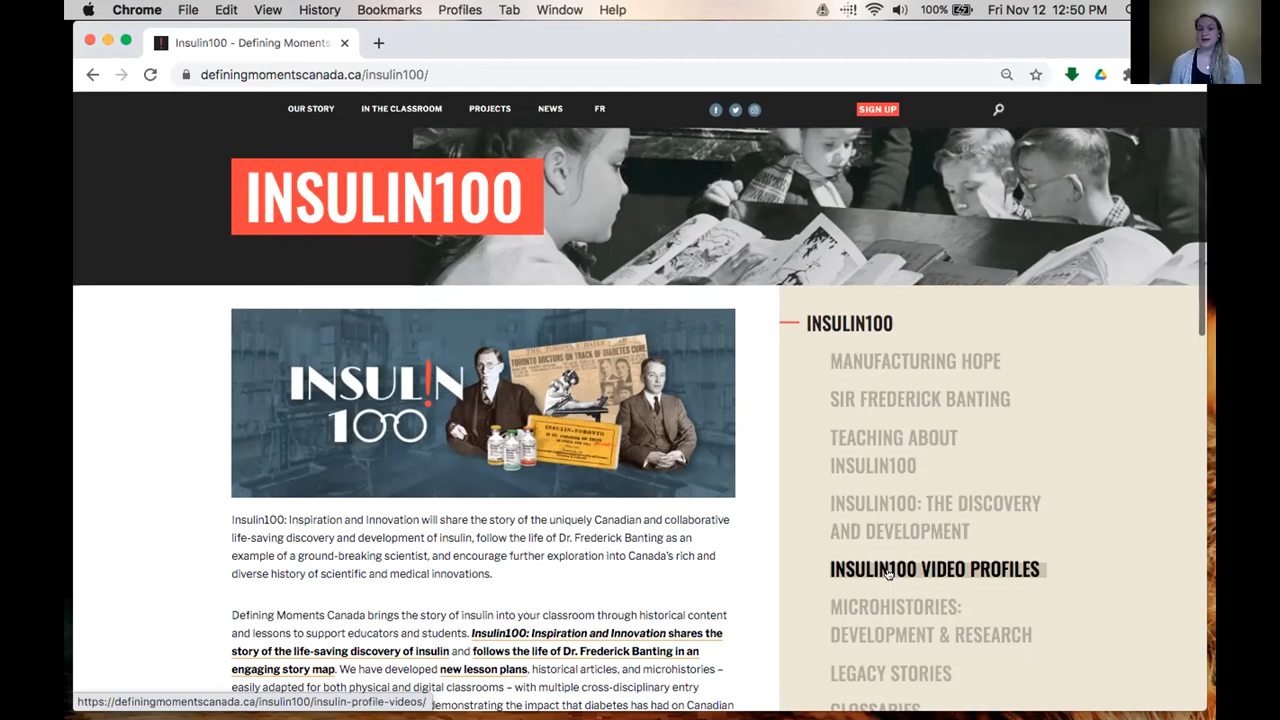 Chrome File Edit View History Bookmarks Profiles Tab Window Help 100% Fri Nov 12 12:50 PM
Insulin100 - Defining Moments
definingmomentscanada.ca/insulin100/
OUR STORY IN THE CLASSROOM PROJECTS NEWS FR SIGN UP
INSULIN100
INSULIN100
MANUFACTURING HOPE
SIR FREDERICK BANTING
TEACHING ABOUT
INSULIN100
INSULIN100: THE DISCOVERY
AND DEVELOPMENT
INSULIN100 VIDEO PROFILES
MICROHISTORIES:
DEVELOPMENT & RESEARCH
LEGACY STORIES
GLOSSARIES
INSUL!N
100
TORONTO DOCTORS ON TRACK OF DIABETES CURE
INSULIN-TORONTO
Insulin100: Inspiration and Innovation will share the story of the uniquely Canadian and collaborative
life-saving discovery and development of insulin, follow the life of Dr. Frederick Banting as an
example of a ground-breaking scientist, and encourage further exploration into Canada's rich and
diverse history of scientific and medical innovations.
Defining Moments Canada brings the story of insulin into your classroom through historical content
and lessons to support educators and students. Insulin100: Inspiration and Innovation shares the
story of the life-saving discovery of insulin and follows the life of Dr. Frederick Banting in an
engaging story map. We have developed new lesson plans, historical articles, and microhistories –
easily adapted for both physical and digital classrooms – with multiple cross-disciplinary entry
demonstrating the impact that diabetes has had on Canadian
https://definingmomentscanada.ca/insulin100/insulin-profile-videos/